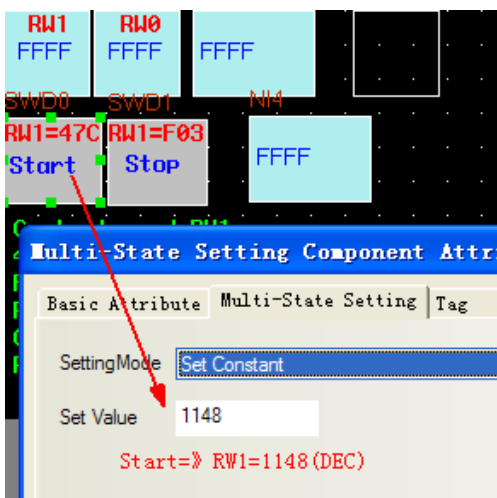 RW1 RW0
FFFF FFFF FFFF
SWD0 SWD1 NI4
RW1=47C RW1=F03
Start Stop FFFF
Multi-State Setting Component Attri
Basic Attribute Multi-State Setting Tag
SettingMode Set Constant
Set Value 1148
Start=》 RW1=1148(DEC)